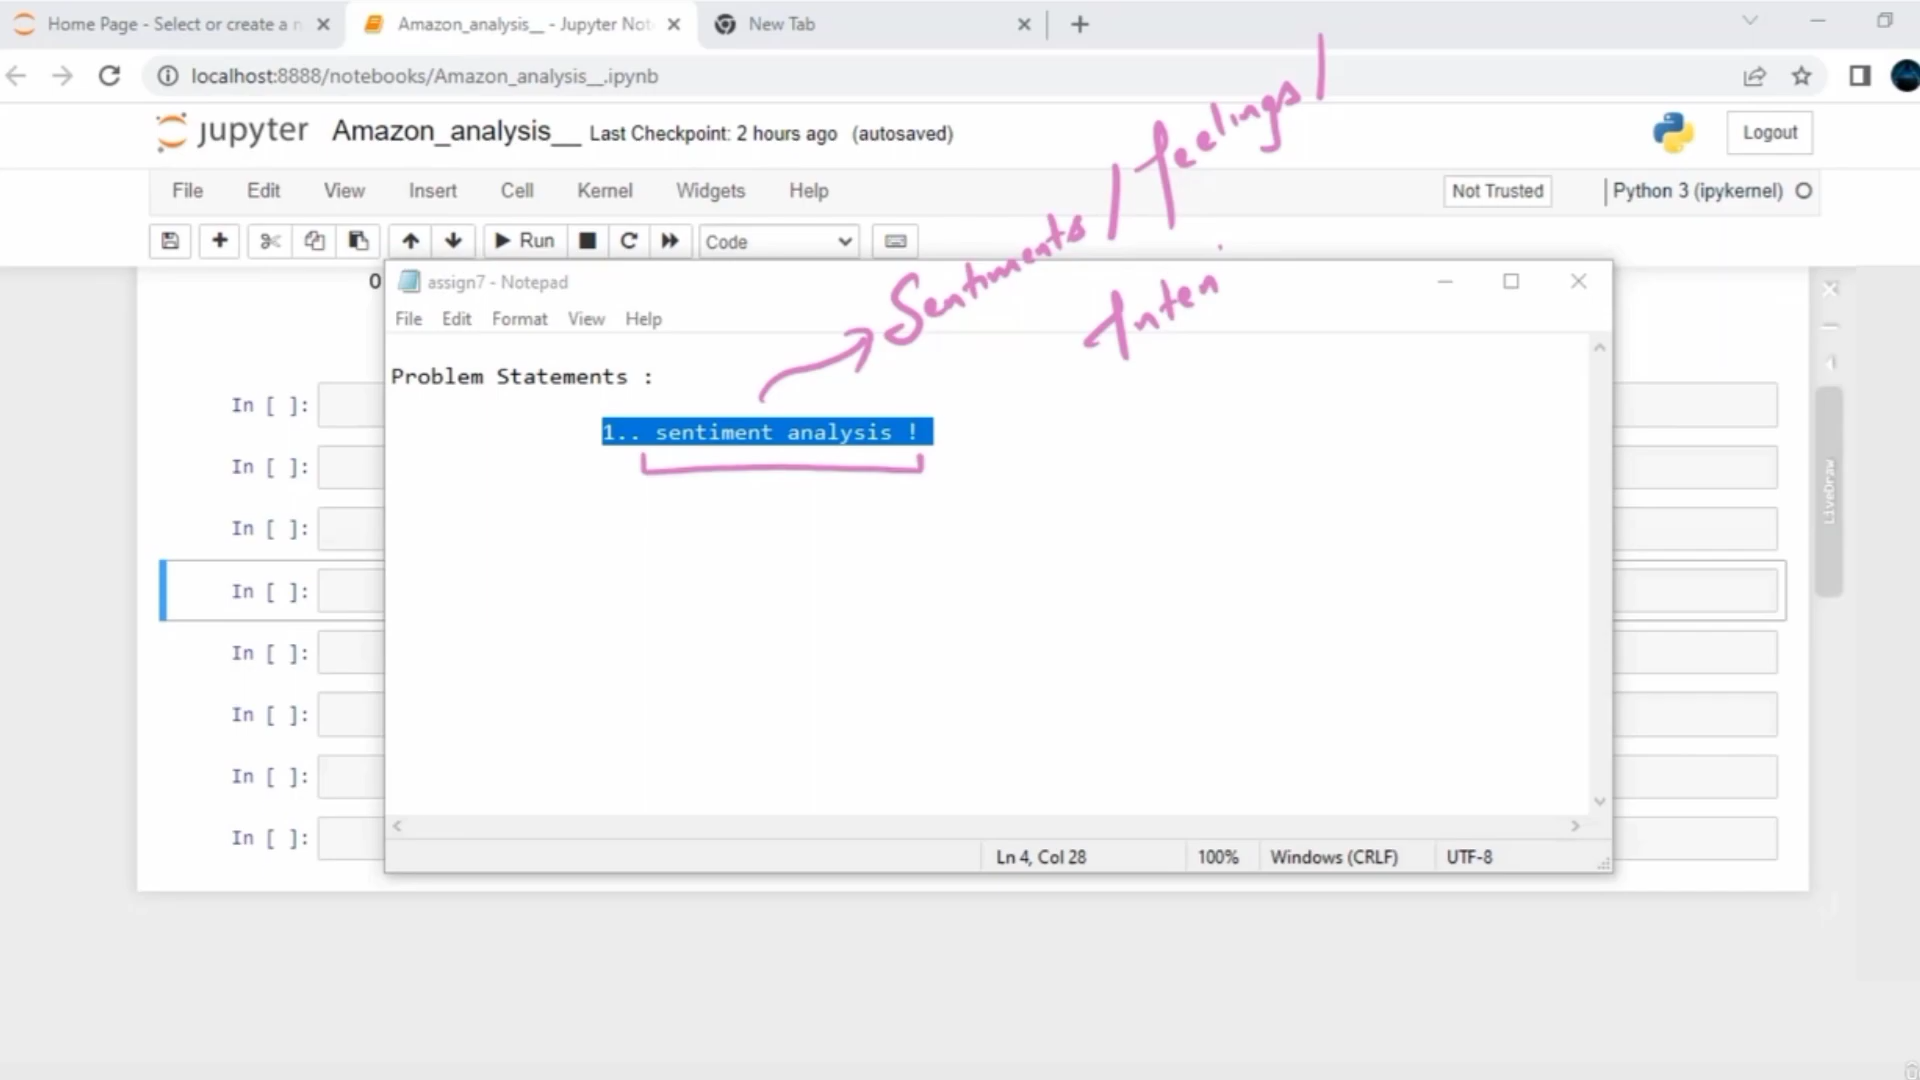 Home Page - Select or create a n
Amazon_analysis__ - Jupyter Not
New Tab
localhost:8888/notebooks/Amazon_analysis__.ipynb
jupyter Amazon_analysis__ Last Checkpoint: 2 hours ago (autosaved)
Logout
File Edit View Insert Cell Kernel Widgets Help
Not Trusted
Python 3 (ipykernel)
Run
Code
Sentiments / feelings /
Inten
0
assign7 - Notepad
File Edit Format View Help
Problem Statements :
1.. sentiment analysis !
In [ ]:
In [ ]:
In [ ]:
In [ ]:
In [ ]:
In [ ]:
In [ ]:
In [ ]:
LiveDraw
Ln 4, Col 28
100%
Windows (CRLF)
UTF-8